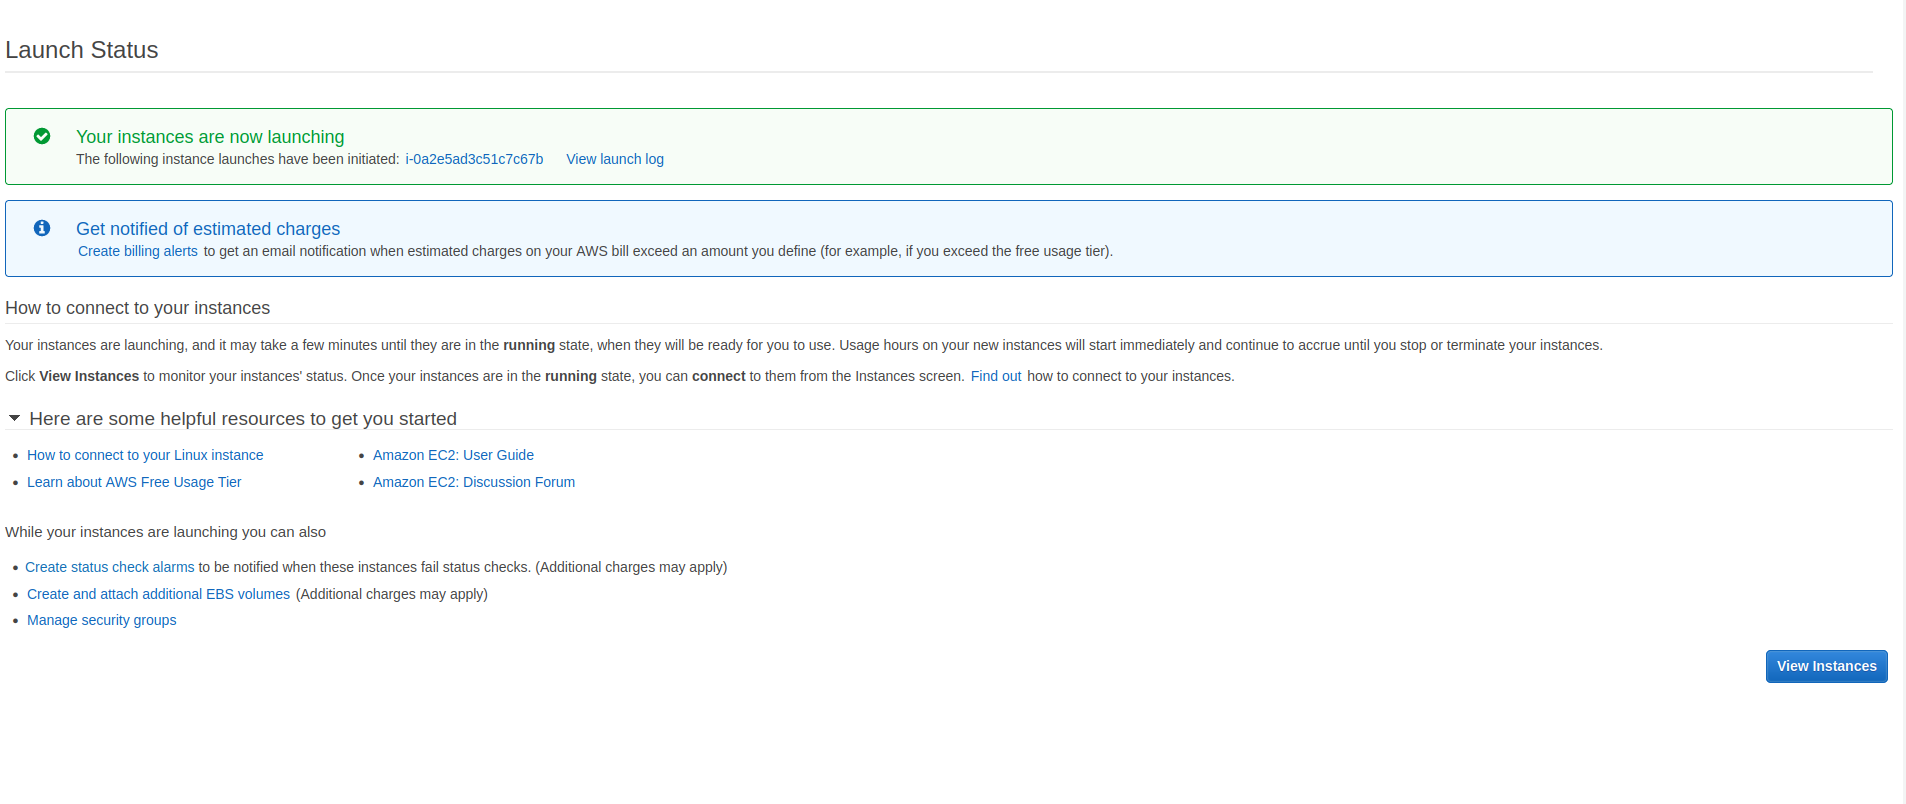 Launch Status
Your instances are now launching
The following instance launches have been initiated: i-0a2e5ad3c51c7c67b View launch log
Get notified of estimated charges
Create billing alerts to get an email notification when estimated charges on your AWS bill exceed an amount you define (for example, if you exceed the free usage tier).
How to connect to your instances
Your instances are launching, and it may take a few minutes until they are in the running state, when they will be ready for you to use. Usage hours on your new instances will start immediately and continue to accrue until you stop or terminate your instances.
Click View Instances to monitor your instances' status. Once your instances are in the running state, you can connect to them from the Instances screen. Find out how to connect to your instances.
Here are some helpful resources to get you started
How to connect to your Linux instance
Amazon EC2: User Guide
Learn about AWS Free Usage Tier
Amazon EC2: Discussion Forum
While your instances are launching you can also
Create status check alarms to be notified when these instances fail status checks. (Additional charges may apply)
Create and attach additional EBS volumes (Additional charges may apply)
Manage security groups
View Instances